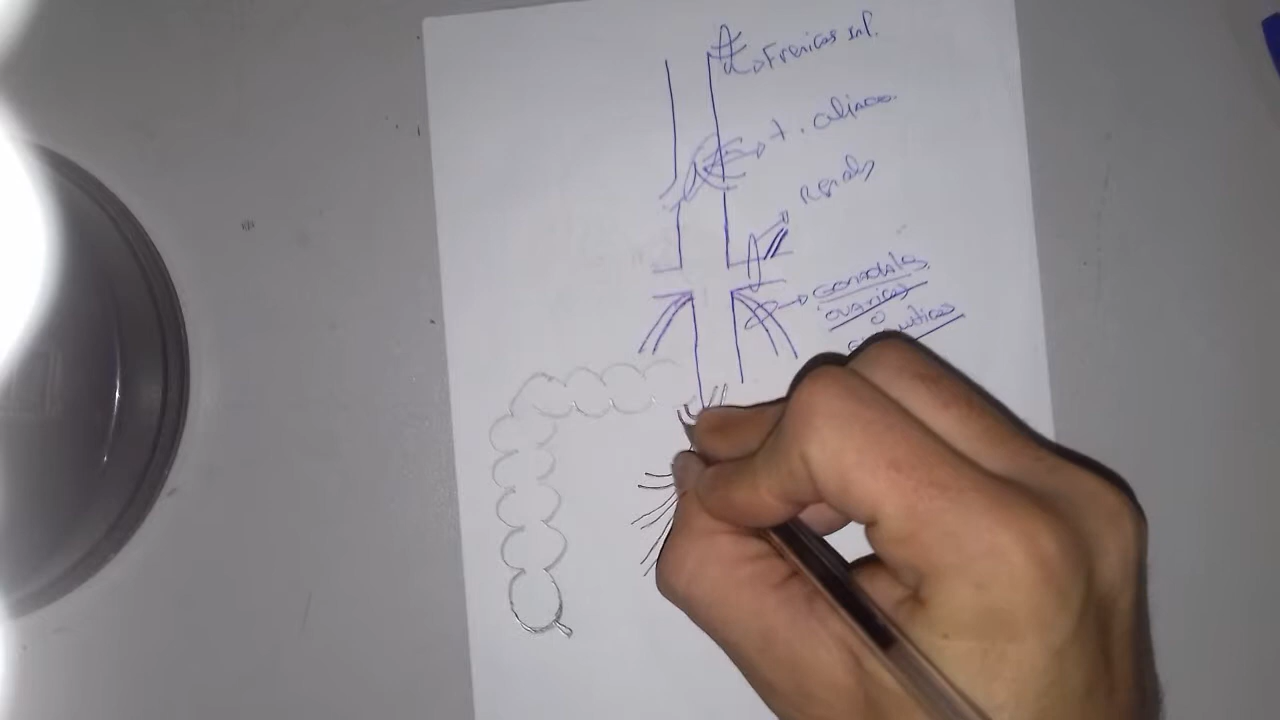 Frenicas inf.
t. celiaco
Renales
Gonadales
ovaricas
o